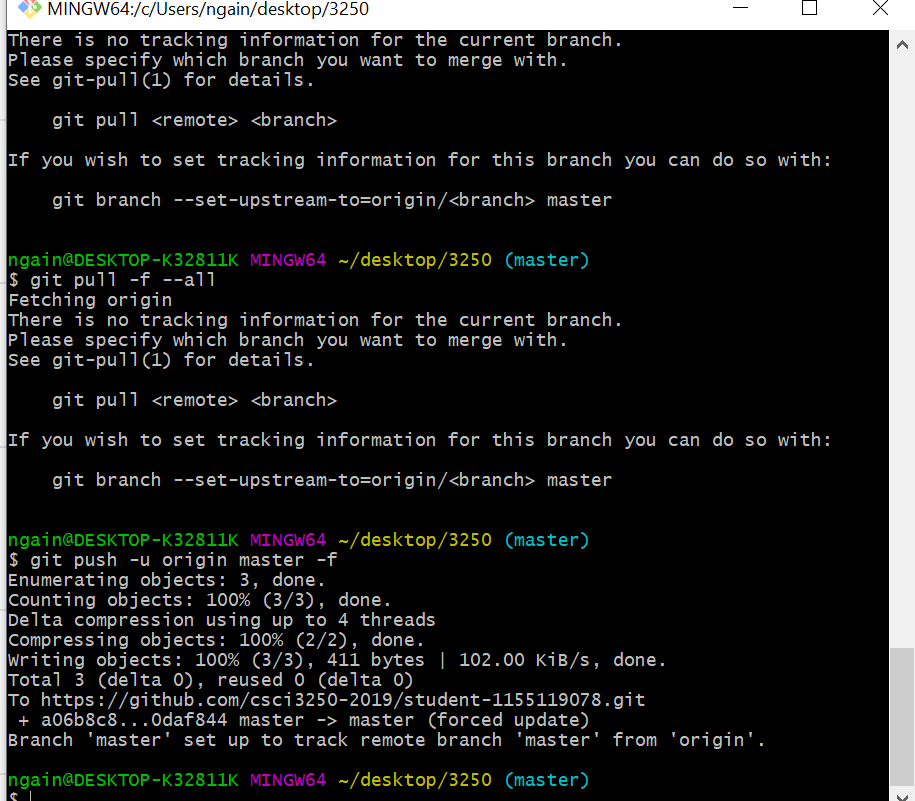 MINGW64:/c/Users/ngain/desktop/3250
There is no tracking information for the current branch.
Please specify which branch you want to merge with.
See git-pull(1) for details.
git pull <remote> <branch>
If you wish to set tracking information for this branch you can do so with:
git branch --set-upstream-to=origin/<branch> master
ngain@DESKTOP-K32811K MINGW64 ~/desktop/3250 (master)
$ git pull -f --all
Fetching origin
There is no tracking information for the current branch.
Please specify which branch you want to merge with.
See git-pull(1) for details.
git pull <remote> <branch>
If you wish to set tracking information for this branch you can do so with:
git branch --set-upstream-to=origin/<branch> master
ngain@DESKTOP-K32811K MINGW64 ~/desktop/3250 (master)
$ git push -u origin master -f
Enumerating objects: 3, done.
Counting objects: 100% (3/3), done.
Delta compression using up to 4 threads
Compressing objects: 100% (2/2), done.
Writing objects: 100% (3/3), 411 bytes | 102.00 KiB/s, done.
Total 3 (delta 0), reused 0 (delta 0)
To https://github.com/csci3250-2019/student-1155119078.git
+ a06b8c8...0daf844 master -> master (forced update)
Branch 'master' set up to track remote branch 'master' from 'origin'.
ngain@DESKTOP-K32811K MINGW64 ~/desktop/3250 (master)
$